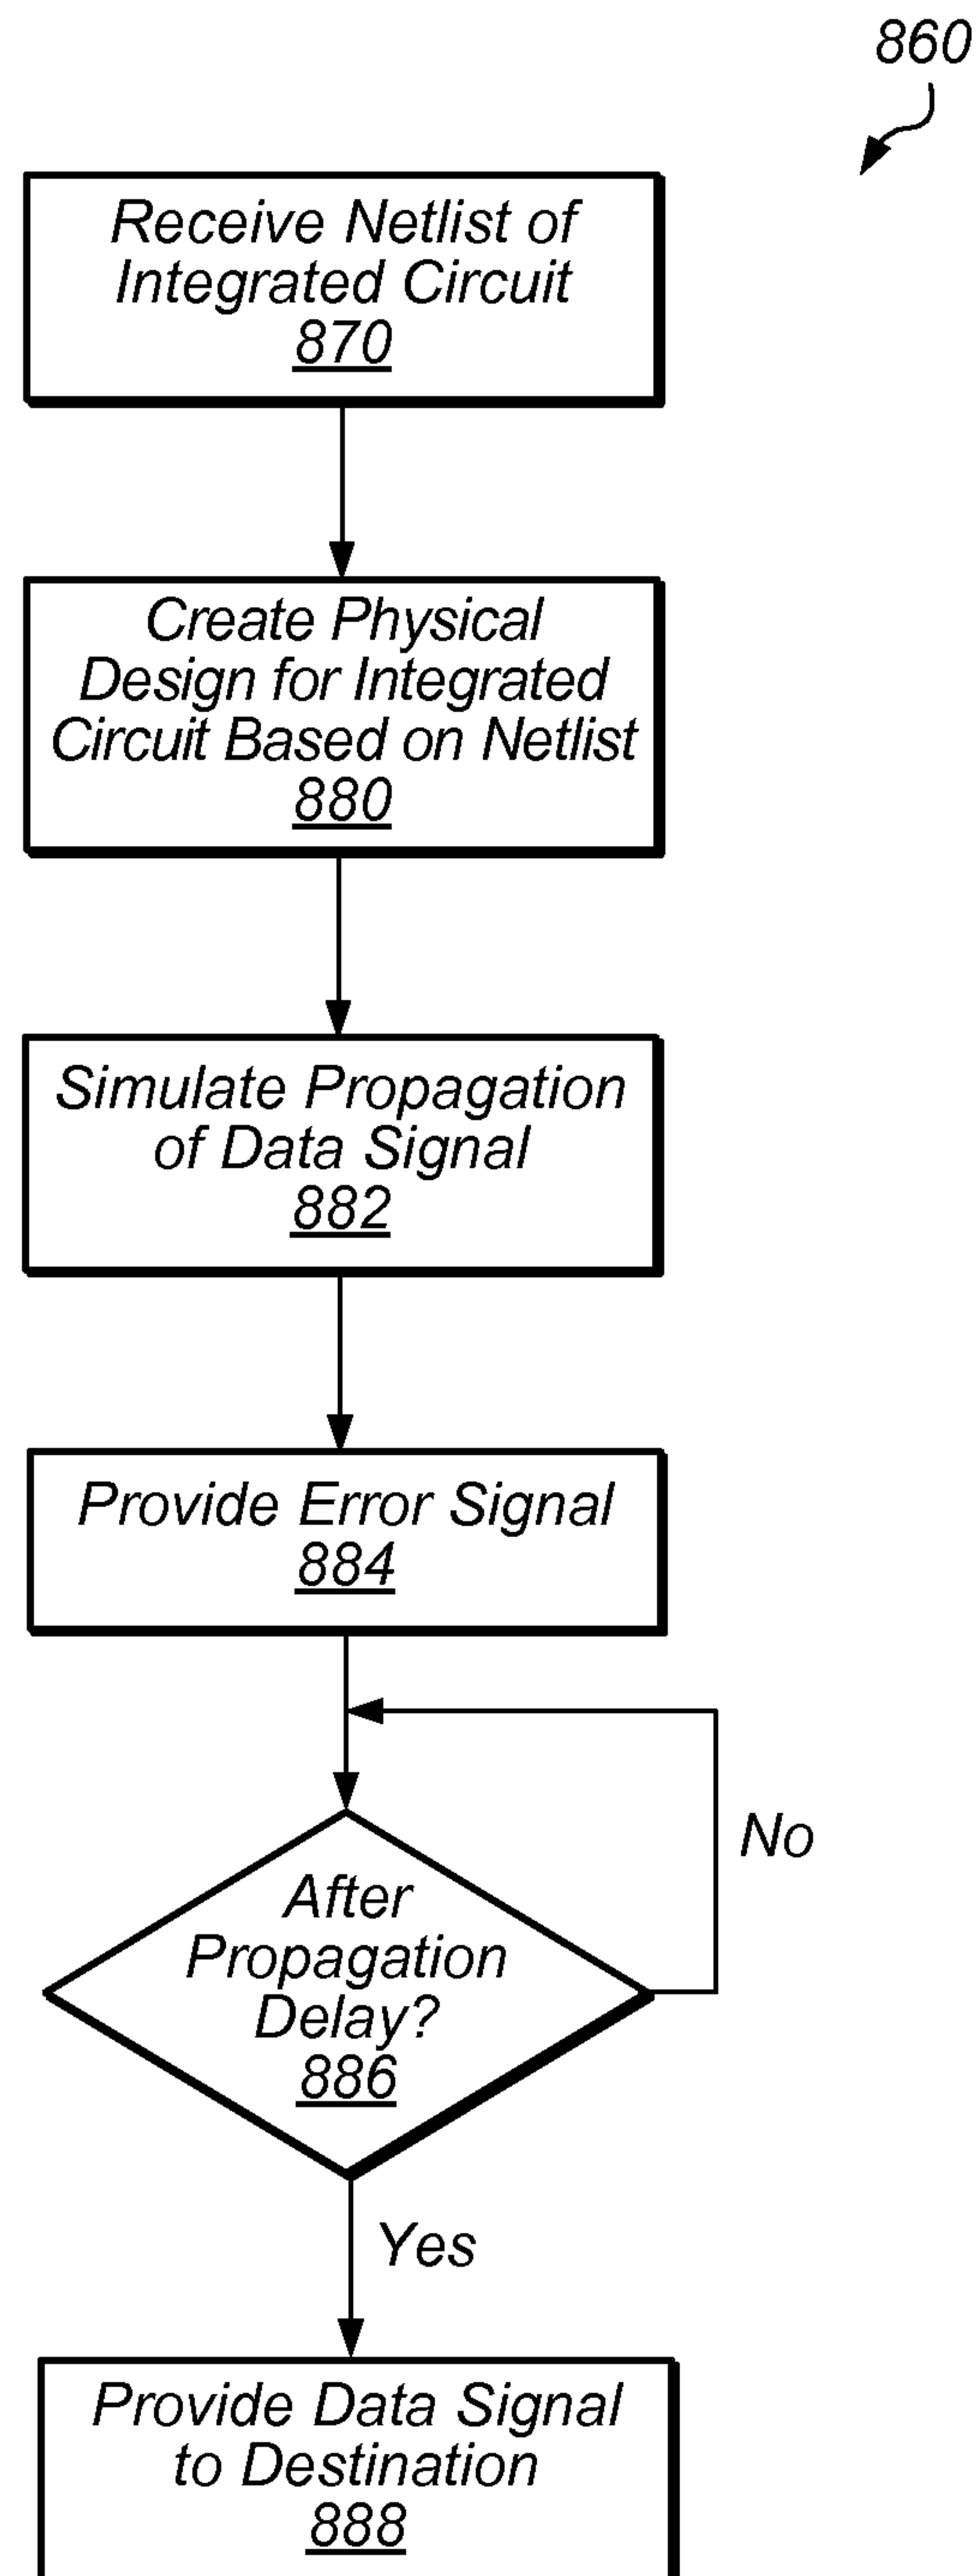 860
Receive Netlist of
Integrated Circuit
870
Create Physical
Design for Integrated
Circuit Based on Netlist
880
Simulate Propagation
of Data Signal
882
Provide Error Signal
884
No
After
Propagation
Delay?
886
Yes
Provide Data Signal
to Destination
888